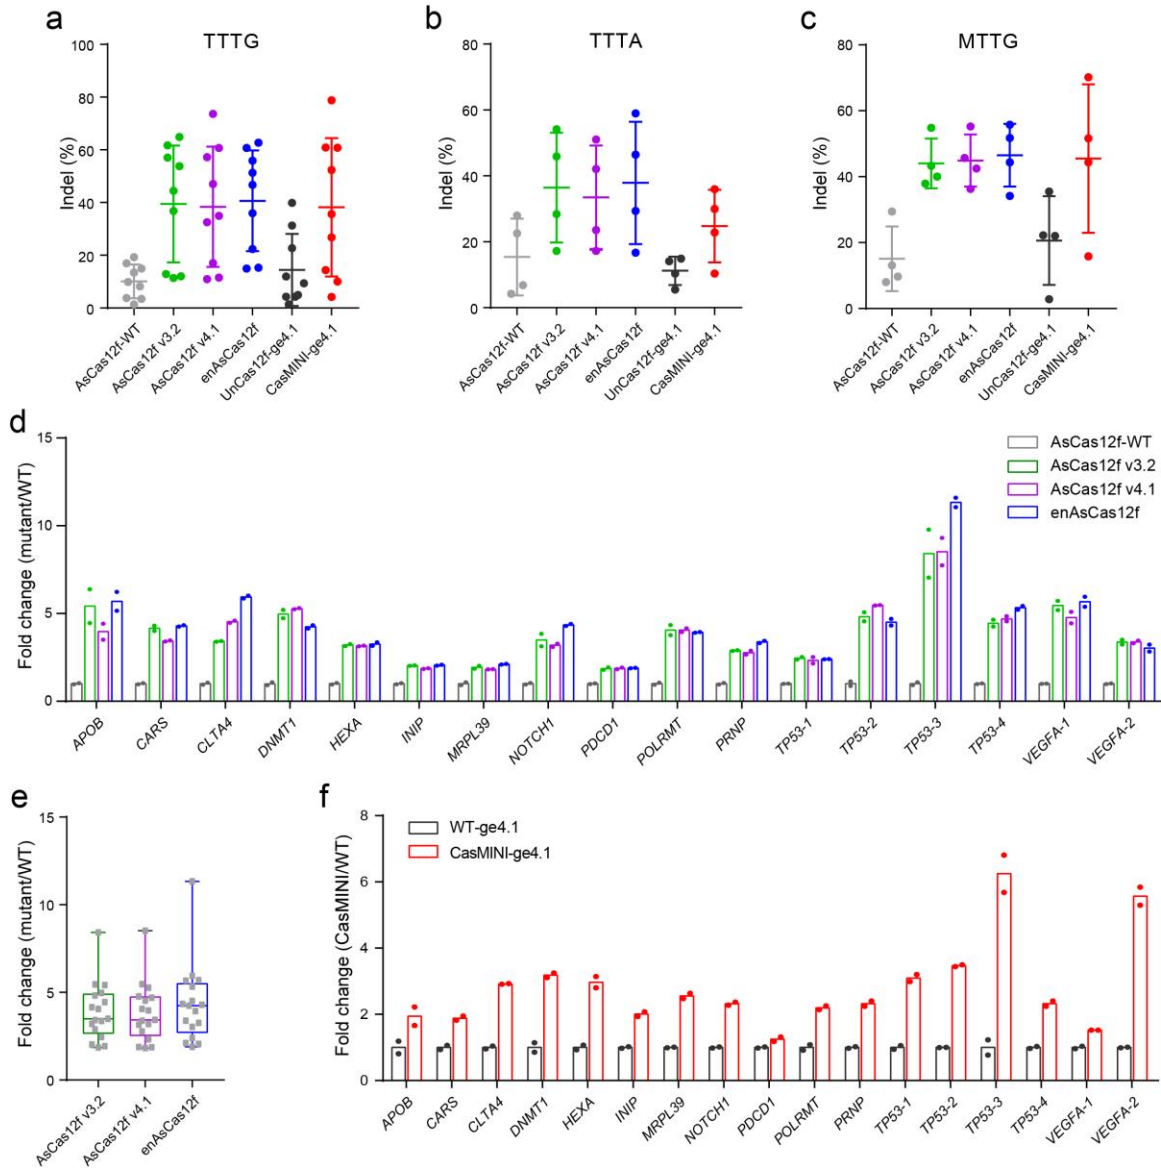 a
TTTG
Indel (%)
100
80
60
40
20
0
AsCas12f-WT
AsCas12f v3.2
AsCas12f v4.1
enAsCas12f
UnCas12f-ge4.1
CasMINI-ge4.1
b
TTTA
Indel (%)
80
60
40
20
0
AsCas12f-WT
AsCas12f v3.2
AsCas12f v4.1
enAsCas12f
UnCas12f-ge4.1
CasMINI-ge4.1
c
MTTG
Indel (%)
80
60
40
20
0
AsCas12f-WT
AsCas12f v3.2
AsCas12f v4.1
enAsCas12f
UnCas12f-ge4.1
CasMINI-ge4.1
d
Fold change (mutant/WT)
15
10
5
0
AsCas12f-WT
AsCas12f v3.2
AsCas12f v4.1
enAsCas12f
APOB
CARS
CLTA4
DNMT1
HEXA
INIP
MRPL39
NOTCH1
PDCD1
POLRMT
PRNP
TP53-1
TP53-2
TP53-3
TP53-4
VEGFA-1
VEGFA-2
e
Fold change (mutant/WT)
15
10
5
0
AsCas12f v3.2
AsCas12f v4.1
enAsCas12f
f
Fold change (CasMINI/WT)
8
6
4
2
0
WT-ge4.1
CasMINI-ge4.1
APOB
CARS
CLTA4
DNMT1
HEXA
INIP
MRPL39
NOTCH1
PDCD1
POLRMT
PRNP
TP53-1
TP53-2
TP53-3
TP53-4
VEGFA-1
VEGFA-2